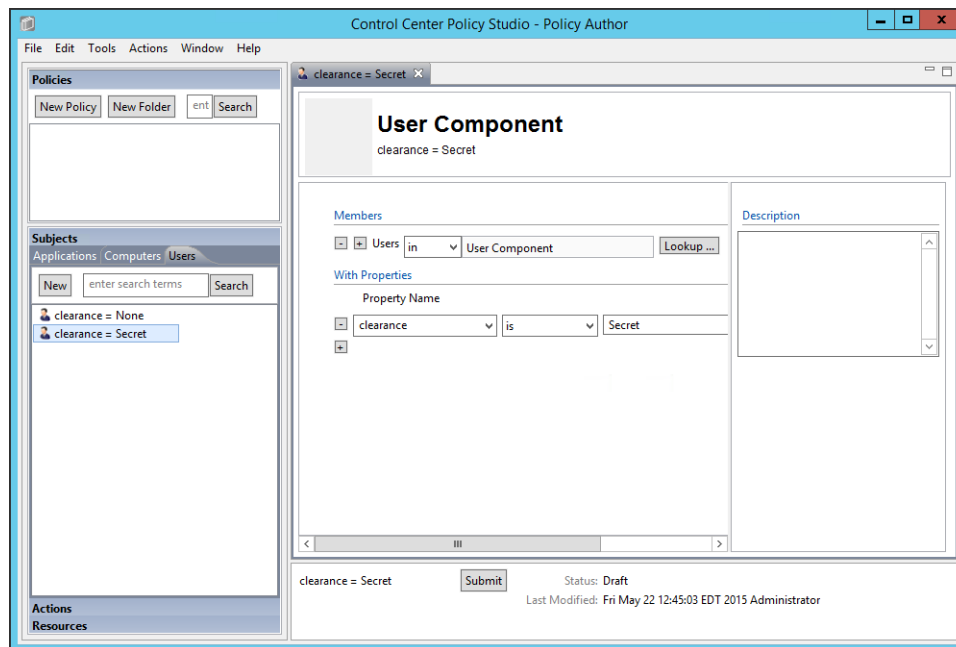 Control Center Policy Studio - Policy Author
File Edit Tools Actions Window Help
Policies
New Policy New Folder ent Search
Subjects
Applications Computers Users
New enter search terms Search
clearance = None
clearance = Secret
Actions
Resources
clearance = Secret
User Component
clearance = Secret
Members
Users in User Component Lookup ...
With Properties
Property Name
clearance is Secret
Description
clearance = Secret Submit Status: Draft
Last Modified: Fri May 22 12:45:03 EDT 2015 Administrator